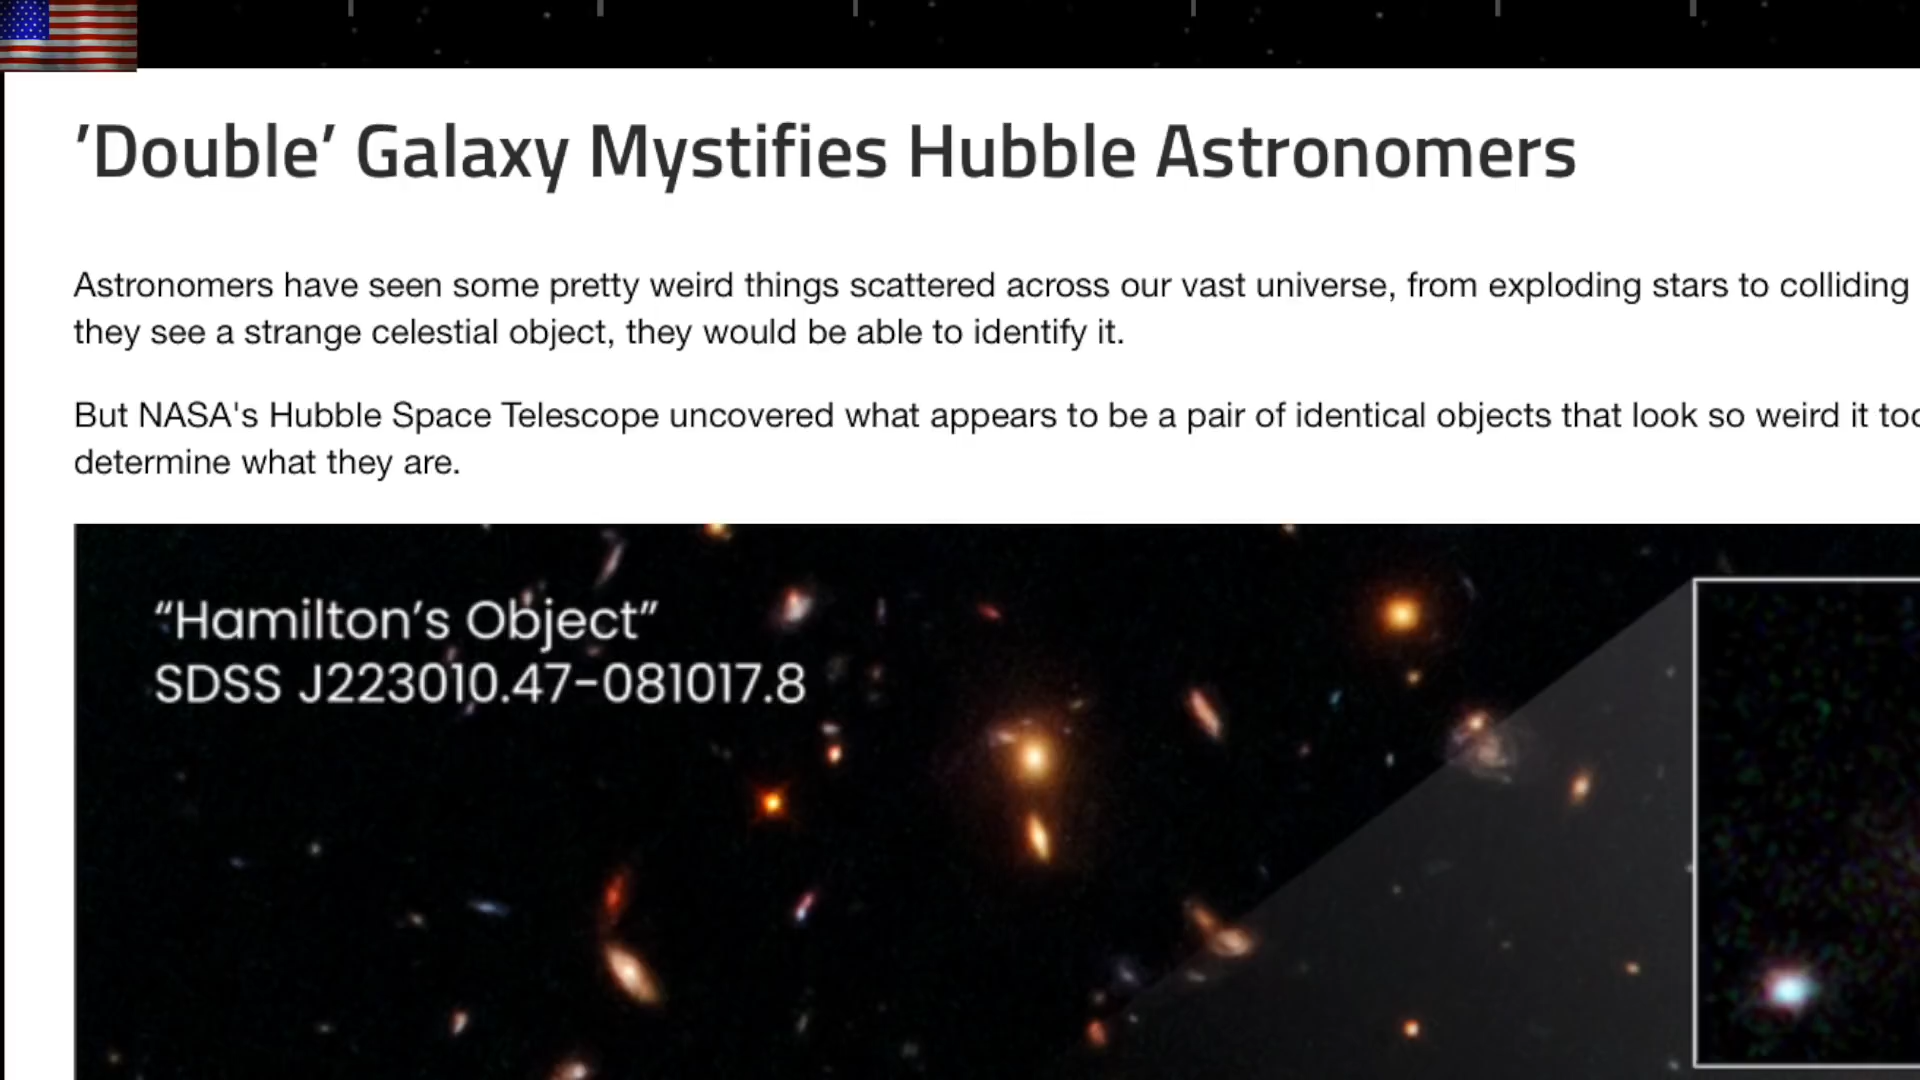 ’Double’ Galaxy Mystifies Hubble Astronomers
Astronomers have seen some pretty weird things scattered across our vast universe, from exploding stars to colliding
they see a strange celestial object, they would be able to identify it.
But NASA's Hubble Space Telescope uncovered what appears to be a pair of identical objects that look so weird it
determine what they are.
“Hamilton’s Object”
SDSS J223010.47-081017.8